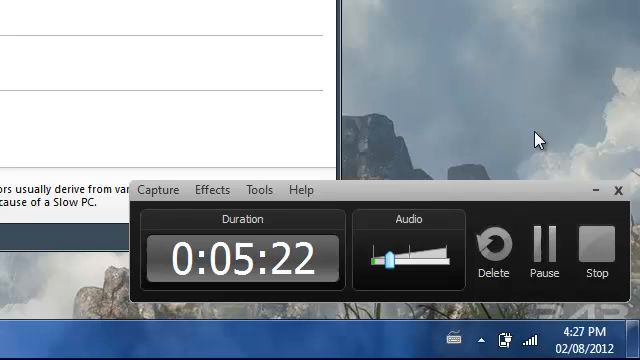 ors usually derive from var
cause of a Slow PC.
Capture Effects Tools Help
Duration
Audio
0:05:22
Delete Pause Stop
4:27 PM
02/08/2012